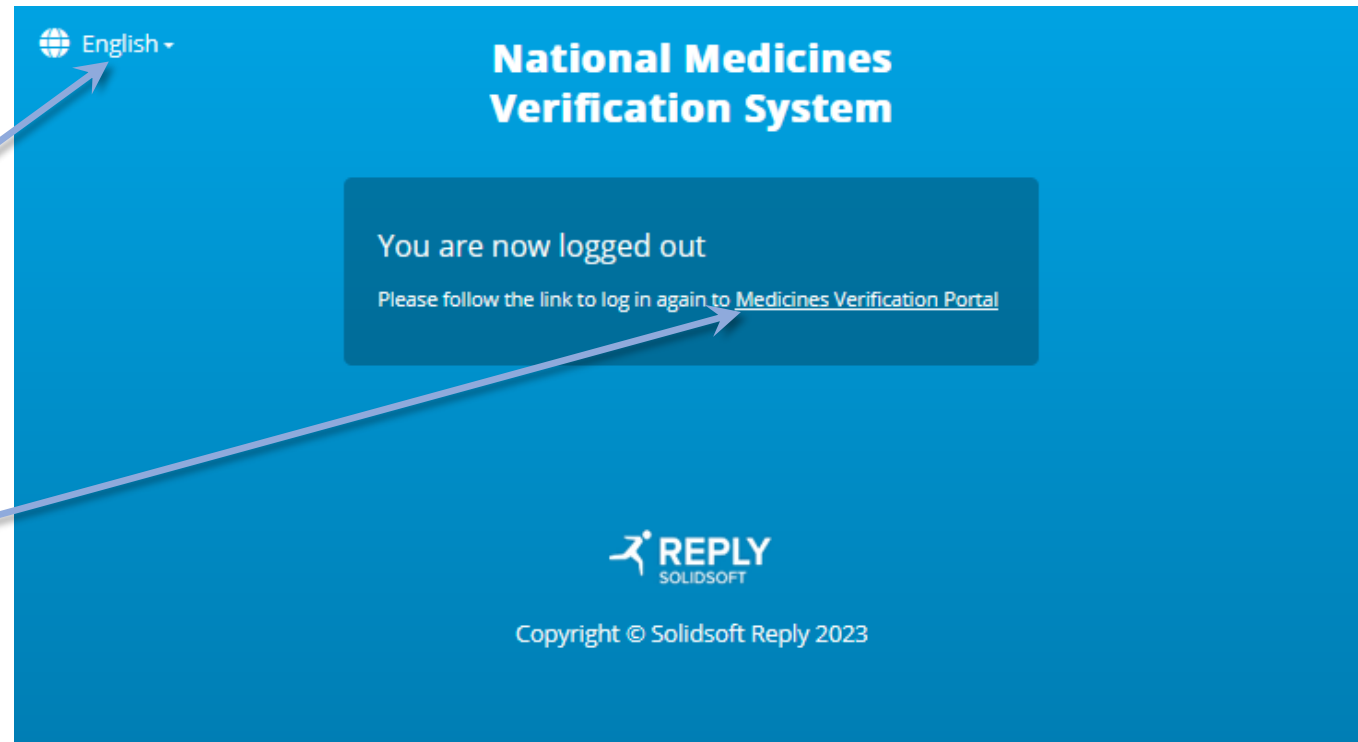 English
National Medicines
Verification System
You are now logged out
Please follow the link to log in again to Medicines Verification Portal
REPLY
SOLIDSOFT
Copyright © Solidsoft Reply 2023